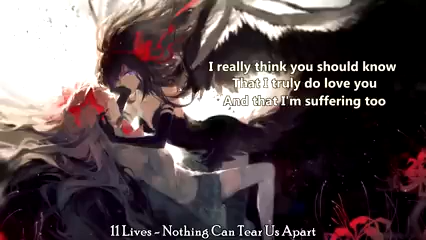 I really think you should know
That I truly do love you
And that I'm suffering too
11 Lives - Nothing Can Tear Us Apart